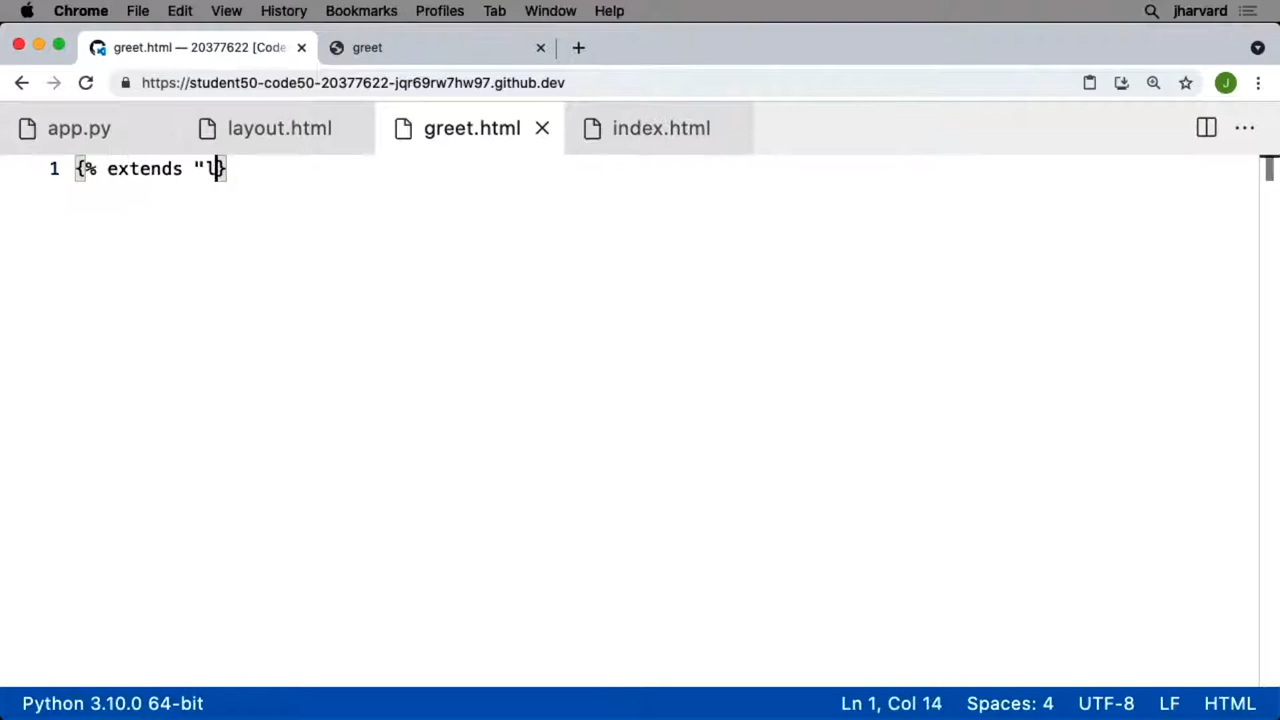 Chrome File Edit View History Bookmarks Profiles Tab Window Help jharvard
greet.html — 20377622 [Code greet
https://student50-code50-20377622-jqr69rw7hw97.github.dev J
app.py layout.html greet.html index.html
1 {% extends "l}
Python 3.10.0 64-bit Ln 1, Col 14 Spaces: 4 UTF-8 LF HTML